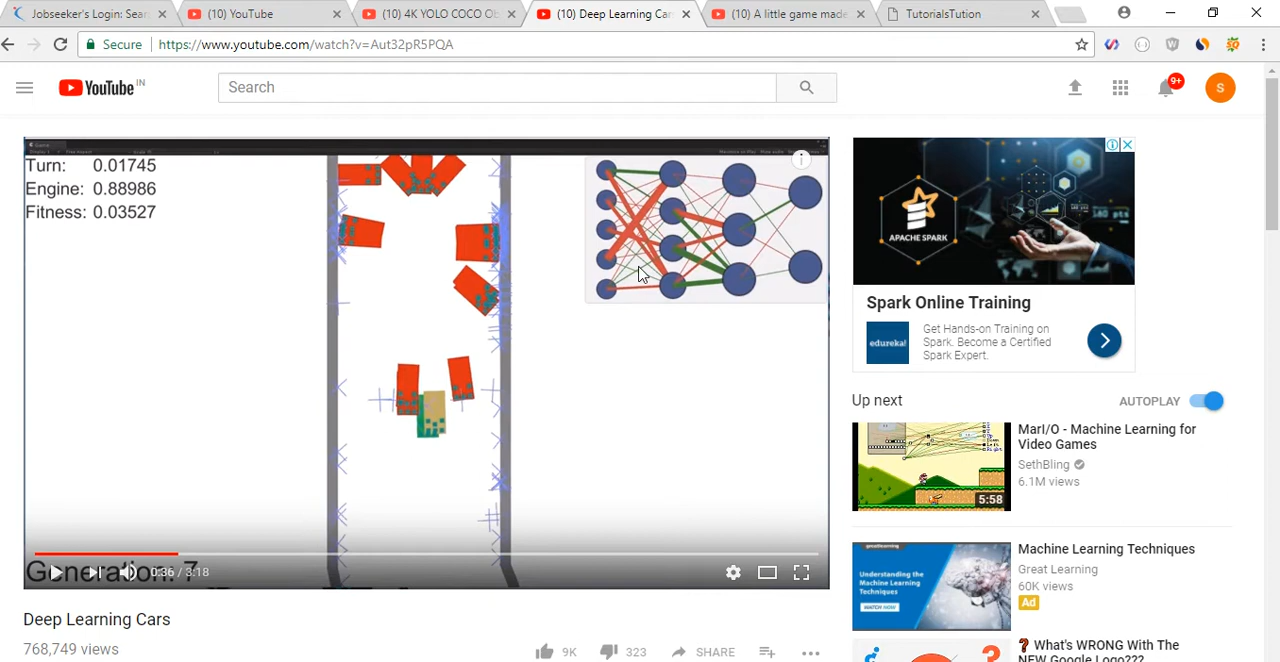 Jobseeker's Login: Sear
(10) YouTube
(10) 4K YOLO COCO Ob
(10) Deep Learning Car
(10) A little game made
TutorialsTution
Secure
https://www.youtube.com/watch?v=Aut32pR5PQA
YouTube IN
Search
9+
S
Turn: 0.01745
Engine: 0.88986
Fitness: 0.03527
Generation 7
0:36 / 3:18
Deep Learning Cars
768,749 views
9K
323
SHARE
APACHE SPARK
Spark Online Training
edureka!
Get Hands-on Training on
Spark. Become a Certified
Spark Expert.
Up next
AUTOPLAY
MarI/O - Machine Learning for
Video Games
SethBling
6.1M views
5:58
Machine Learning Techniques
Great Learning
60K views
Ad
Understanding the
Machine Learning
Techniques
WATCH NOW
❓ What's WRONG With The
NEW Google Logo???